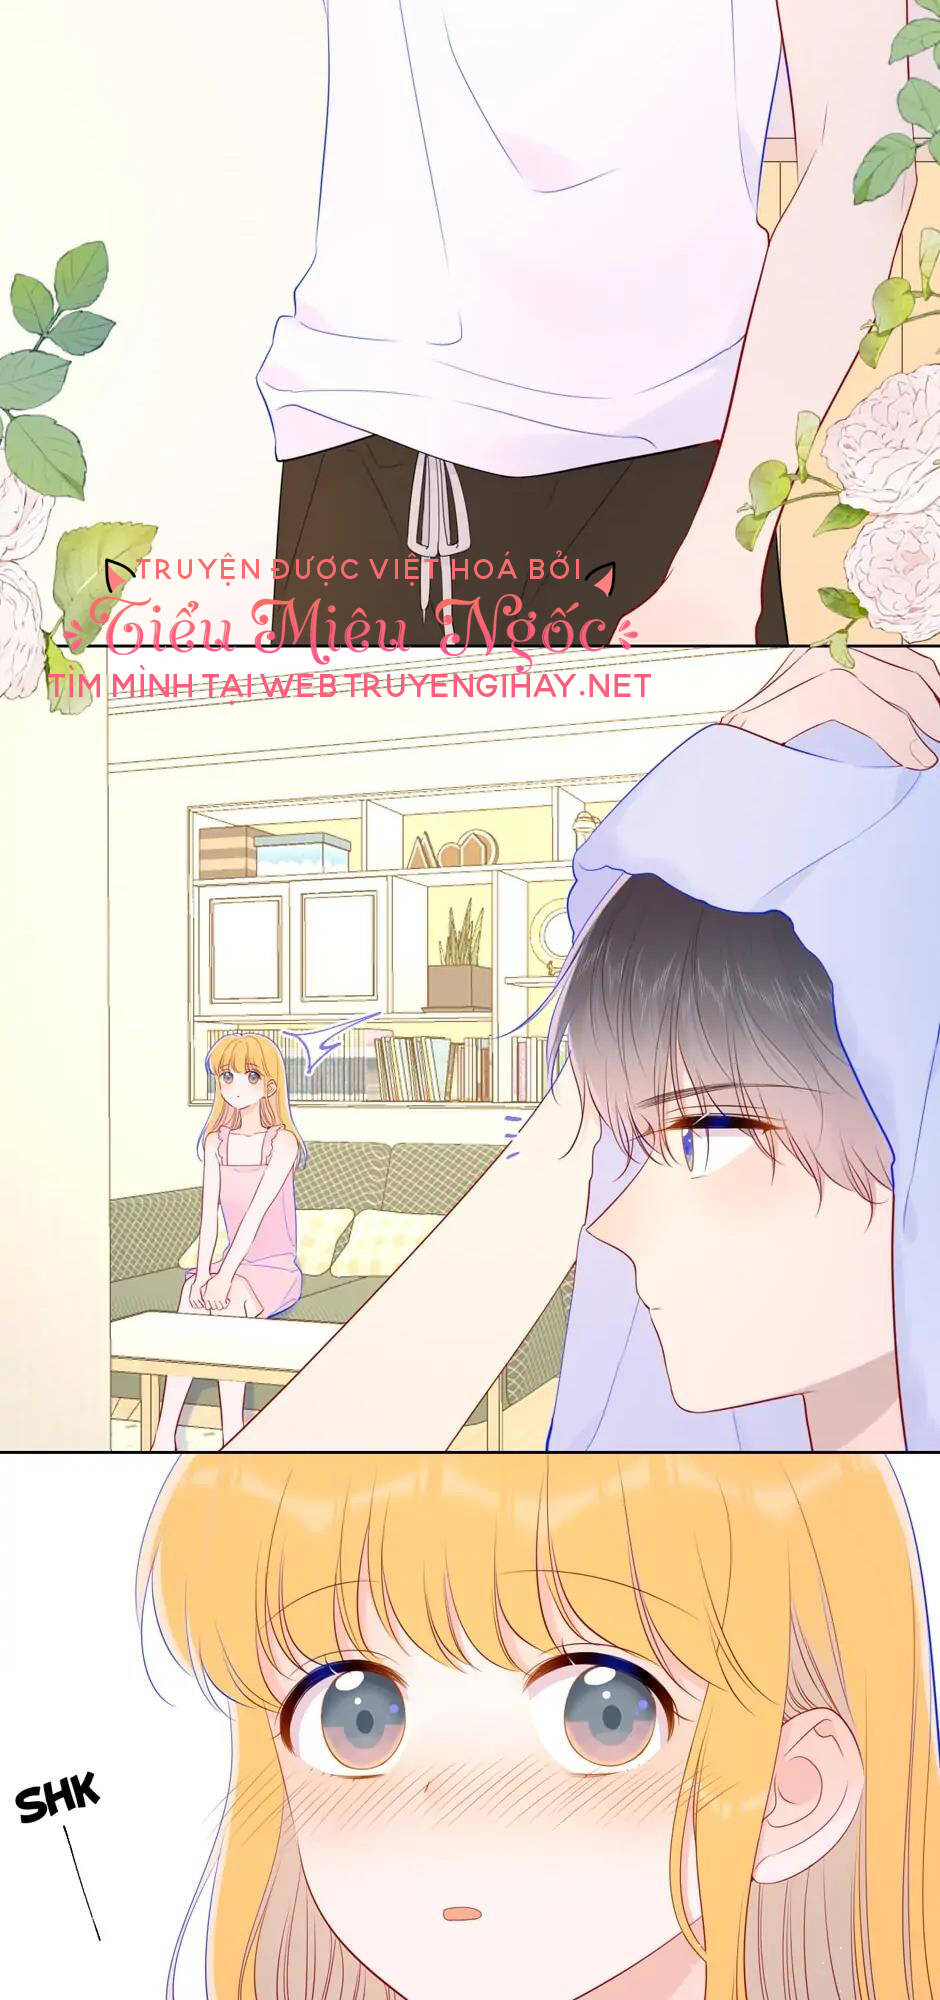 TRUYỆN ĐƯỢC VIỆT HOÁ BỞI
Tiểu Miêu Ngốc
TÌM MÌNH TẠI WEB TRUYENGIHAY.NET
SHK